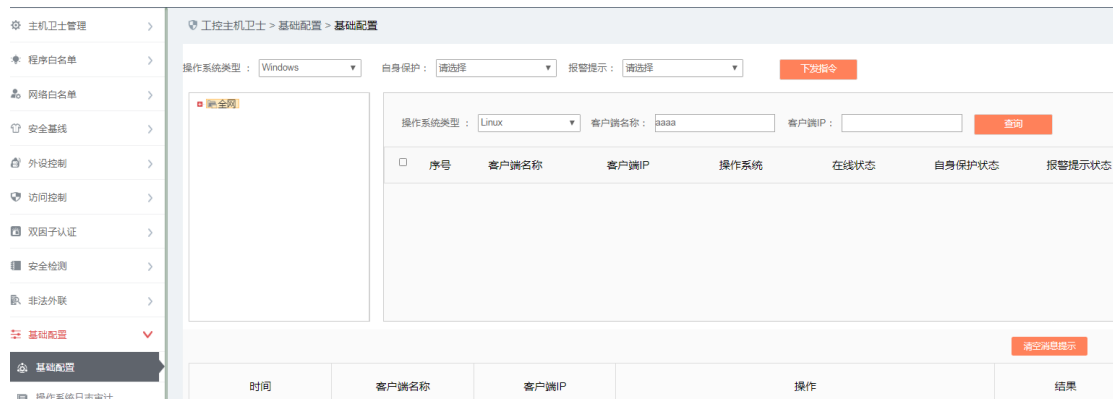 主机卫士管理
程序白名单
网络白名单
安全基线
外设控制
访问控制
双因子认证
安全检测
非法外联
基础配置
基础配置
操作系统日志审计
工控主机卫士 > 基础配置 > 基础配置
操作系统类型 : Windows 自身保护 : 请选择 报警提示 : 请选择 下发指令
全网
操作系统类型 : Linux 客户端名称 : aaaa 客户端IP : 查询
序号 客户端名称 客户端IP 操作系统 在线状态 自身保护状态 报警提示状态
清空消息提示
时间 客户端名称 客户端IP 操作 结果